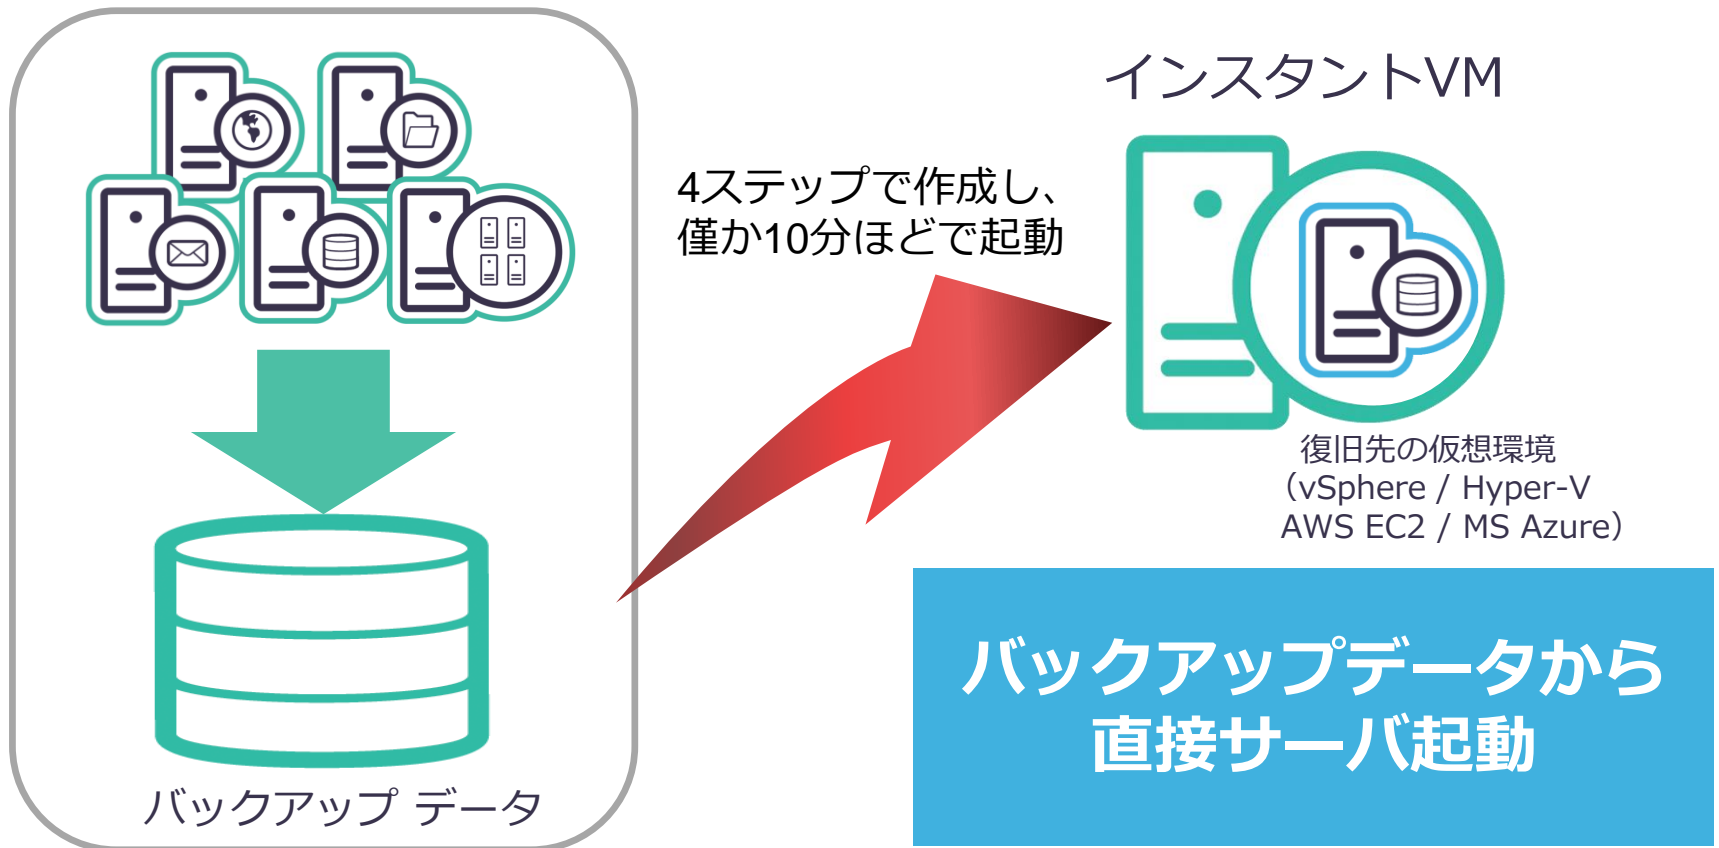 インスタントVM
4ステップで作成し、
僅か10分ほどで起動
復旧先の仮想環境
（vSphere / Hyper-V
AWS EC2 / MS Azure）
バックアップデータから
直接サーバ起動
バックアップ データ